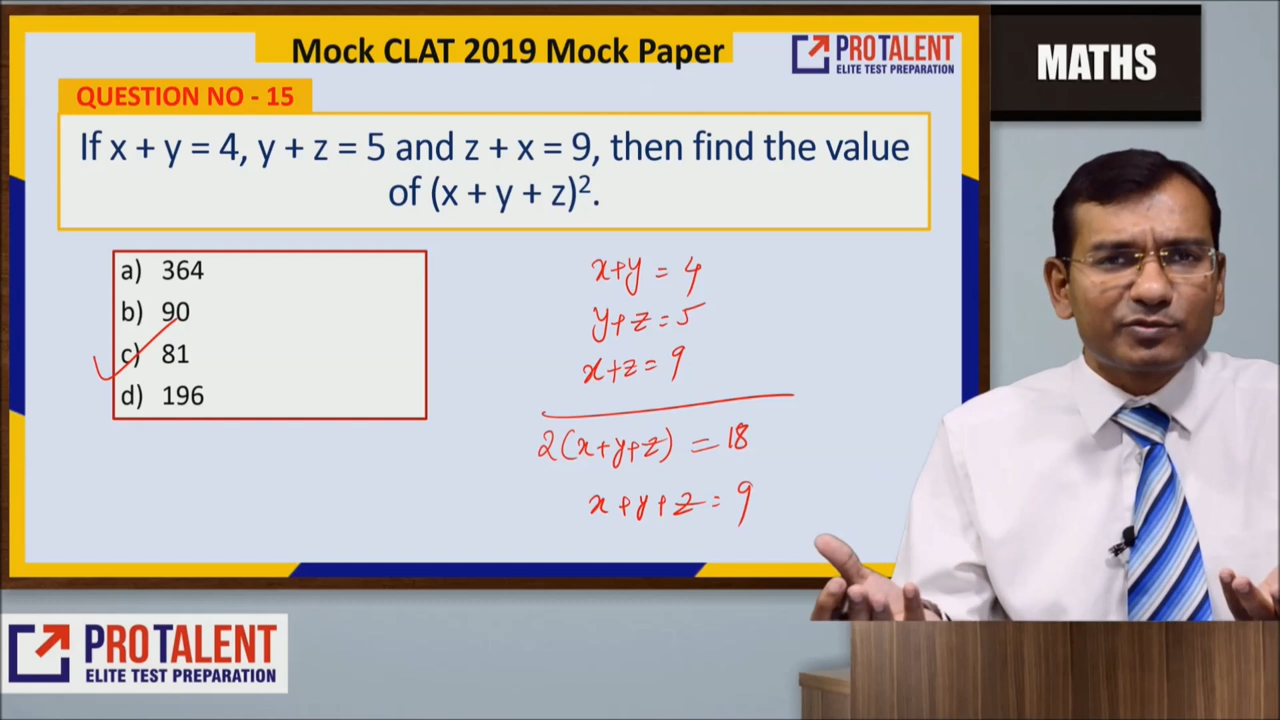 Mock CLAT 2019 Mock Paper
PROTALENT
ELITE TEST PREPARATION
MATHS
QUESTION NO - 15
If x + y = 4, y + z = 5 and z + x = 9, then find the value
of (x + y + z)².
a) 364
b) 90
c) 81
d) 196
x+y = 4
y+z = 5
x+z = 9
2(x+y+z) = 18
x+y+z = 9
PROTALENT
ELITE TEST PREPARATION